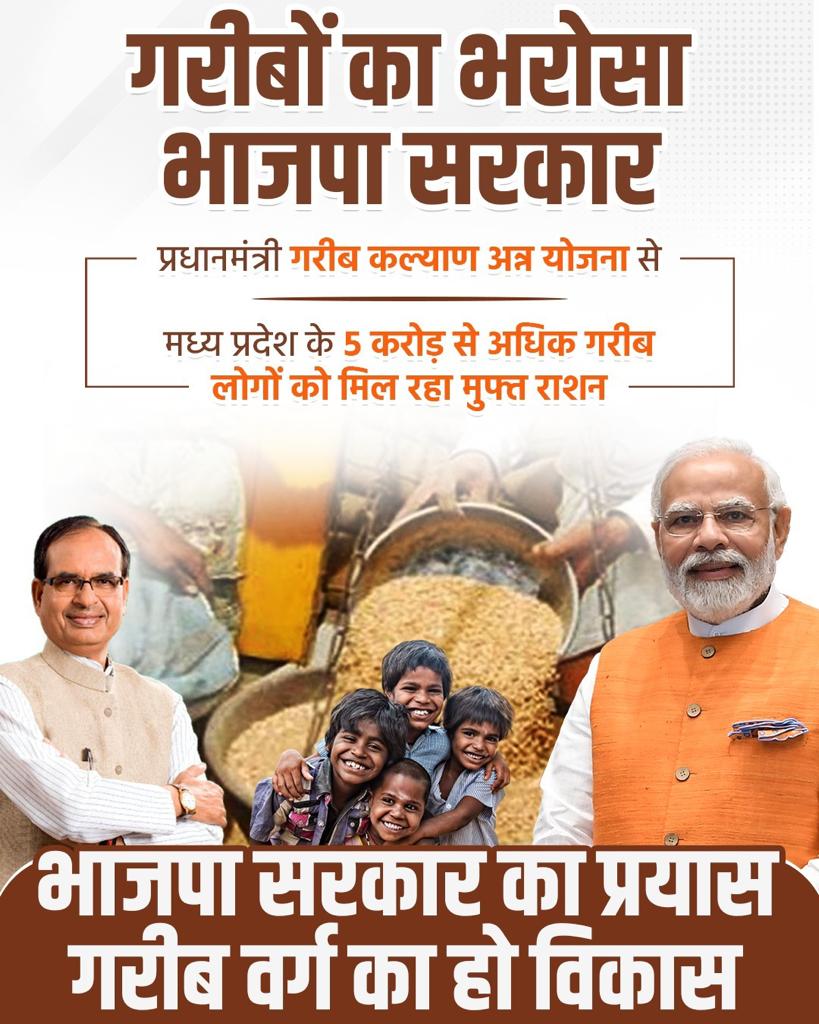 गरीबों का भरोसा
भाजपा सरकार
प्रधानमंत्री गरीब कल्याण अन्न योजना से
मध्य प्रदेश के 5 करोड़ से अधिक गरीब
लोगों को मिल रहा मुफ्त राशन
भाजपा सरकार का प्रयास
गरीब वर्ग का हो विकास